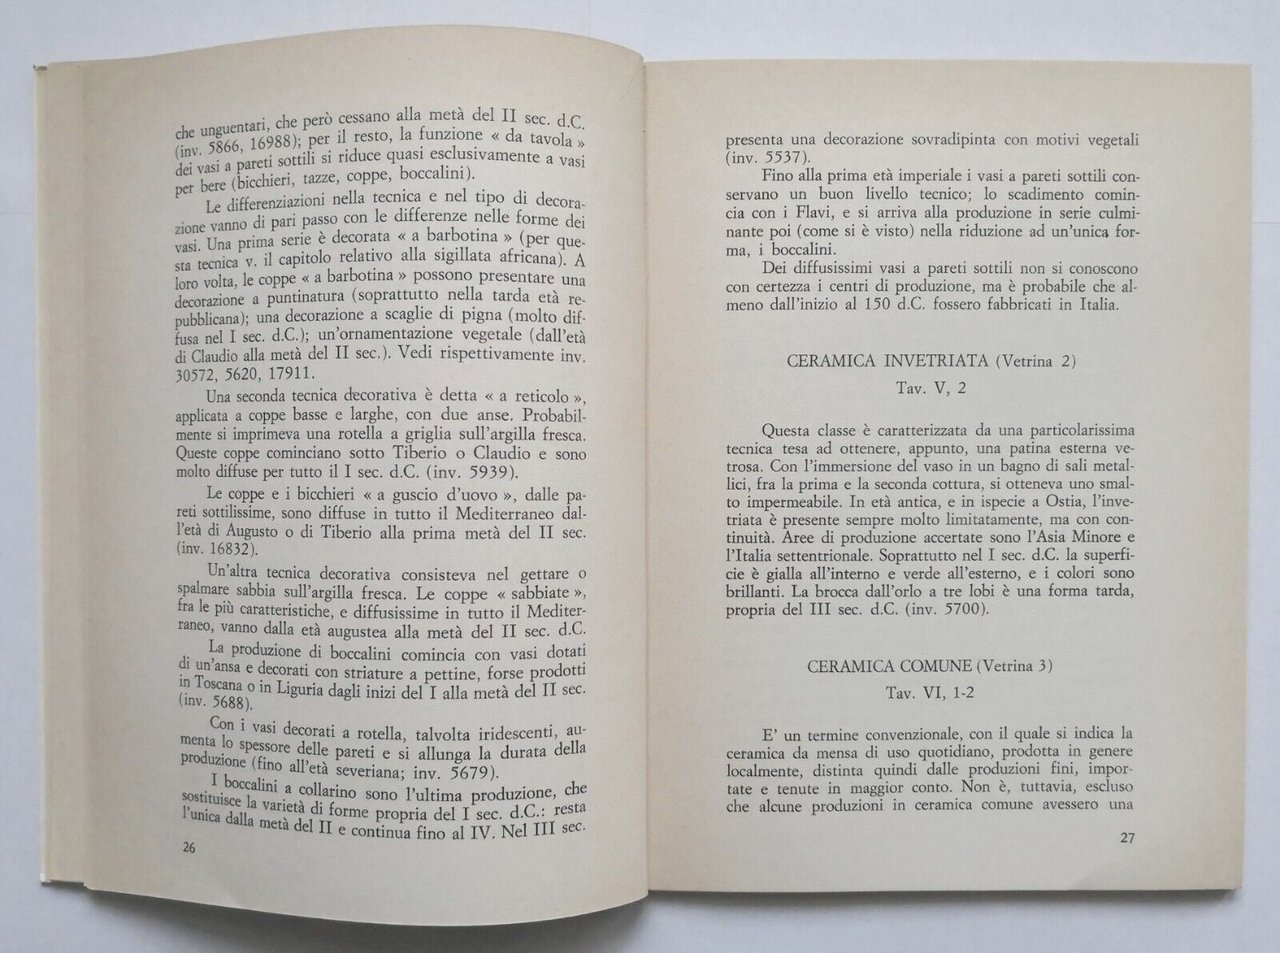 che unguentari, che però cessano alla metà del II sec. d.C.
(inv. 5866, 16988); per il resto, la funzione « da tavola »
dei vasi a pareti sottili si riduce quasi esclusivamente a vasi
per bere (bicchieri, tazze, coppe, boccalini).
Le differenziazioni nella tecnica e nel tipo di decora-
zione vanno di pari passo con le differenze nelle forme dei
vasi. Una prima serie è decorata « a barbotina » (per que-
sta tecnica v. il capitolo relativo alla sigillata africana). A
loro volta, le coppe « a barbotina » possono presentare una
decorazione a puntinatura (soprattutto nella tarda età re-
pubblicana); una decorazione a scaglie di pigna (molto dif-
fusa nel I sec. d.C.); un'ornamentazione vegetale (dall'età
di Claudio alla metà del II sec.). Vedi rispettivamente inv.
30572, 5620, 17911.
Una seconda tecnica decorativa è detta « a reticolo »,
applicata a coppe basse e larghe, con due anse. Probabil-
mente si imprimeva una rotella a griglia sull'argilla fresca.
Queste coppe cominciano sotto Tiberio o Claudio e sono
molto diffuse per tutto il I sec. d.C. (inv. 5939).
Le coppe e i bicchieri « a guscio d'uovo », dalle pa-
reti sottilissime, sono diffuse in tutto il Mediterraneo dal-
l'età di Augusto o di Tiberio alla prima metà del II sec.
(inv. 16832).
Un'altra tecnica decorativa consisteva nel gettare o
spalmare sabbia sull'argilla fresca. Le coppe « sabbiate »,
fra le più caratteristiche, e diffusissime in tutto il Mediter-
raneo, vanno dalla età augustea alla metà del II sec. d.C.
La produzione di boccalini comincia con vasi dotati
di un'ansa e decorati con striature a pettine, forse prodotti
in Toscana o in Liguria dagli inizi del I alla metà del II sec.
(inv. 5688).
Con i vasi decorati a rotella, talvolta iridescenti, au-
menta lo spessore delle pareti e si allunga la durata della
produzione (fino all'età severiana; inv. 5679).
I boccalini a collarino sono l'ultima produzione, che
sostituisce la varietà di forme propria del I sec. d.C.: resta
l'unica dalla metà del II e continua fino al IV. Nel III sec.
26
presenta una decorazione sovradipinta con motivi vegetali
(inv. 5537).
Fino alla prima età imperiale i vasi a pareti sottili con-
servano un buon livello tecnico; lo scadimento comin-
cia con i Flavi, e si arriva alla produzione in serie culmi-
nante poi (come si è visto) nella riduzione ad un'unica for-
ma, i boccalini.
Dei diffusissimi vasi a pareti sottili non si conoscono
con certezza i centri di produzione, ma è probabile che al-
meno dall'inizio al 150 d.C. fossero fabbricati in Italia.
CERAMICA INVETRIATA (Vetrina 2)
Tav. V, 2
Questa classe è caratterizzata da una particolarissima
tecnica tesa ad ottenere, appunto, una patina esterna ve-
trosa. Con l'immersione del vaso in un bagno di sali metal-
lici, fra la prima e la seconda cottura, si otteneva uno smal-
to impermeabile. In età antica, e in ispecie a Ostia, l'inve-
triata è presente sempre molto limitatamente, ma con con-
tinuità. Aree di produzione accertate sono l'Asia Minore e
l'Italia settentrionale. Soprattutto nel I sec. d.C. la superfi-
cie è gialla all'interno e verde all'esterno, e i colori sono
brillanti. La brocca dall'orlo a tre lobi è una forma tarda,
propria del III sec. d.C. (inv. 5700).
CERAMICA COMUNE (Vetrina 3)
Tav. VI, 1-2
E' un termine convenzionale, con il quale si indica la
ceramica da mensa di uso quotidiano, prodotta in genere
localmente, distinta quindi dalle produzioni fini, impor-
tate e tenute in maggior conto. Non è, tuttavia, escluso
che alcune produzioni in ceramica comune avessero una
27